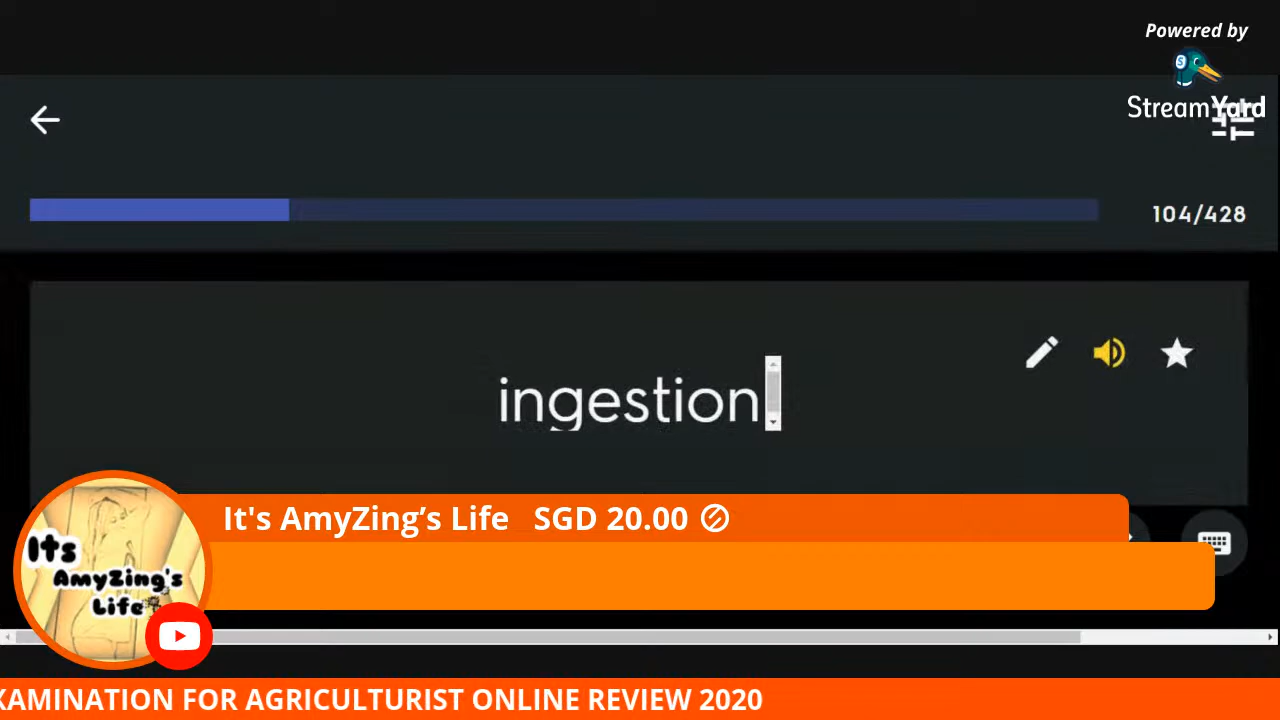 Powered by
StreamYard
104/428
ingestion
It's AmyZing’s Life SGD 20.00
Its
AmyZing's
Life
XAMINATION FOR AGRICULTURIST ONLINE REVIEW 2020